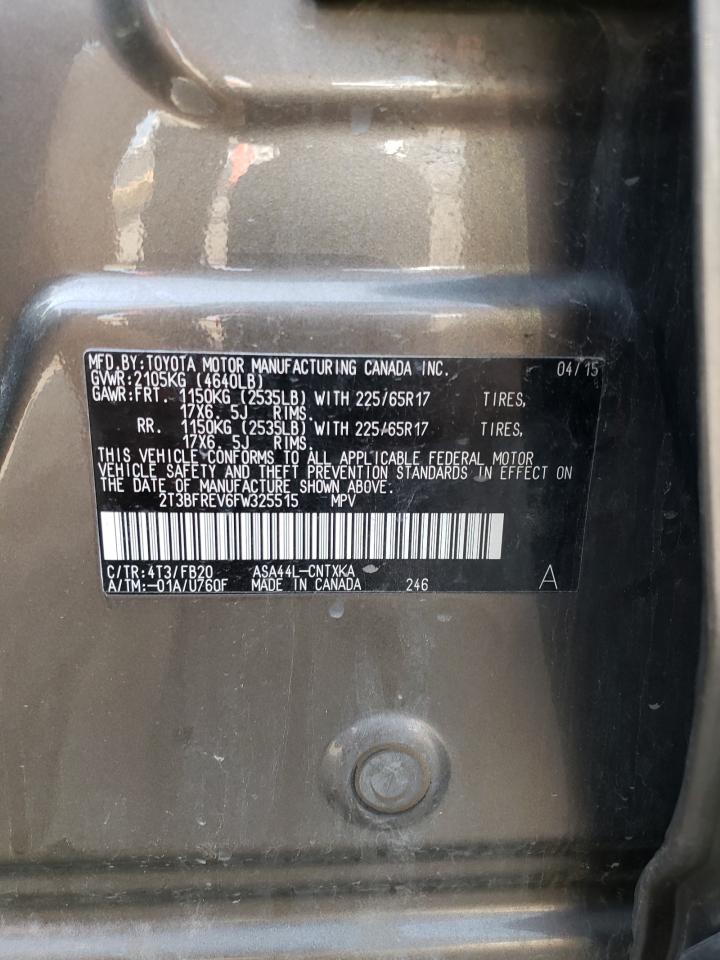 MFD.BY:TOYOTA MOTOR MANUFACTURING CANADA INC. 04/15
GVWR:2105KG (4640LB)
GAWR:FRT. 1150KG (2535LB) WITH 225/65R17 TIRES,
17X6.5J RIMS.
RR. 1150KG (2535LB) WITH 225/65R17 TIRES,
17X6.5J RIMS.
THIS VEHICLE CONFORMS TO ALL APPLICABLE FEDERAL MOTOR
VEHICLE SAFETY AND THEFT PREVENTION STANDARDS IN EFFECT ON
THE DATE OF MANUFACTURE SHOWN ABOVE.
2T3BFREV6FW325515 MPV
C/TR:4T3/FB20 ASA44L-CNTXKA
A/TM:-01A/U760F MADE IN CANADA 246 A